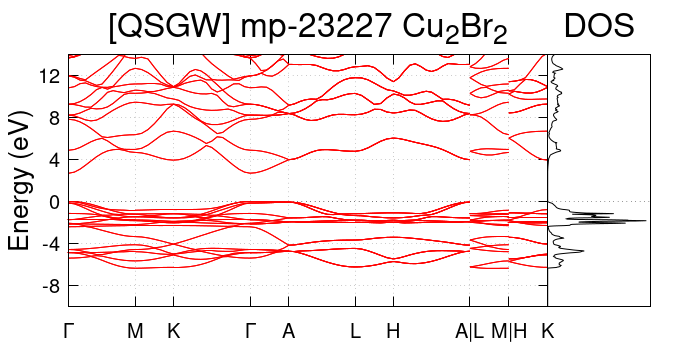 [QSGW] mp-23227 Cu₂Br₂ DOS
Energy (eV)
12
8
4
0
-4
-8
Γ M K Γ A L H A|L M|H K